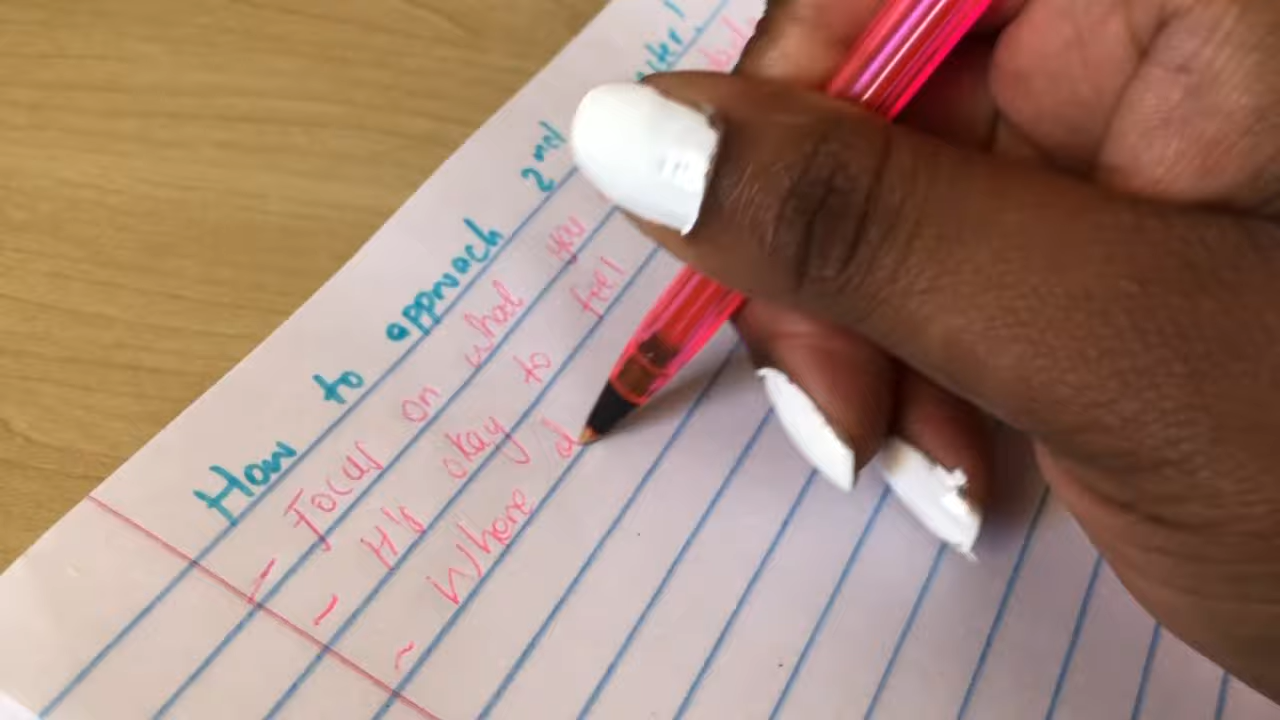 How to approach 2nd
- Focus on what you
- It's okay to feel
- Where d